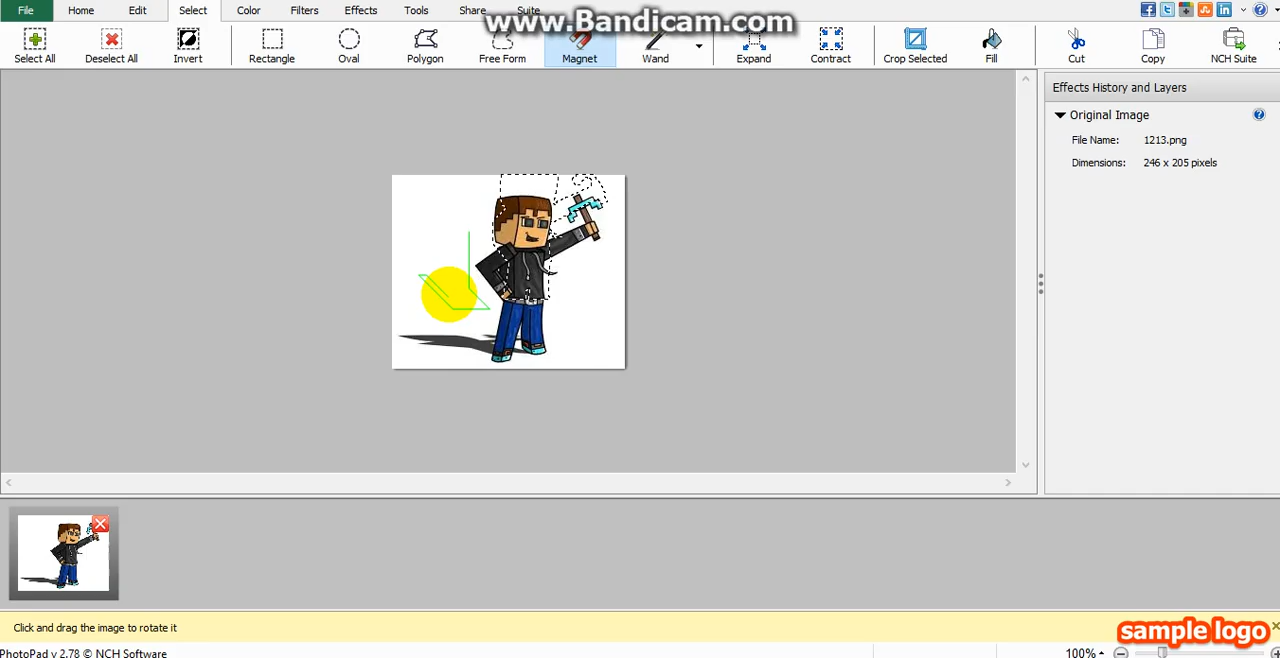 File Home Edit Select Color Filters Effects Tools Share Suite
www.Bandicam.com
Select All Deselect All Invert Rectangle Oval Polygon Free Form Magnet Wand Expand Contract Crop Selected Fill Cut Copy NCH Suite
Effects History and Layers
Original Image
File Name: 1213.png
Dimensions: 246 x 205 pixels
Click and drag the image to rotate it
sample logo
PhotoPad v 2.78 © NCH Software
100%